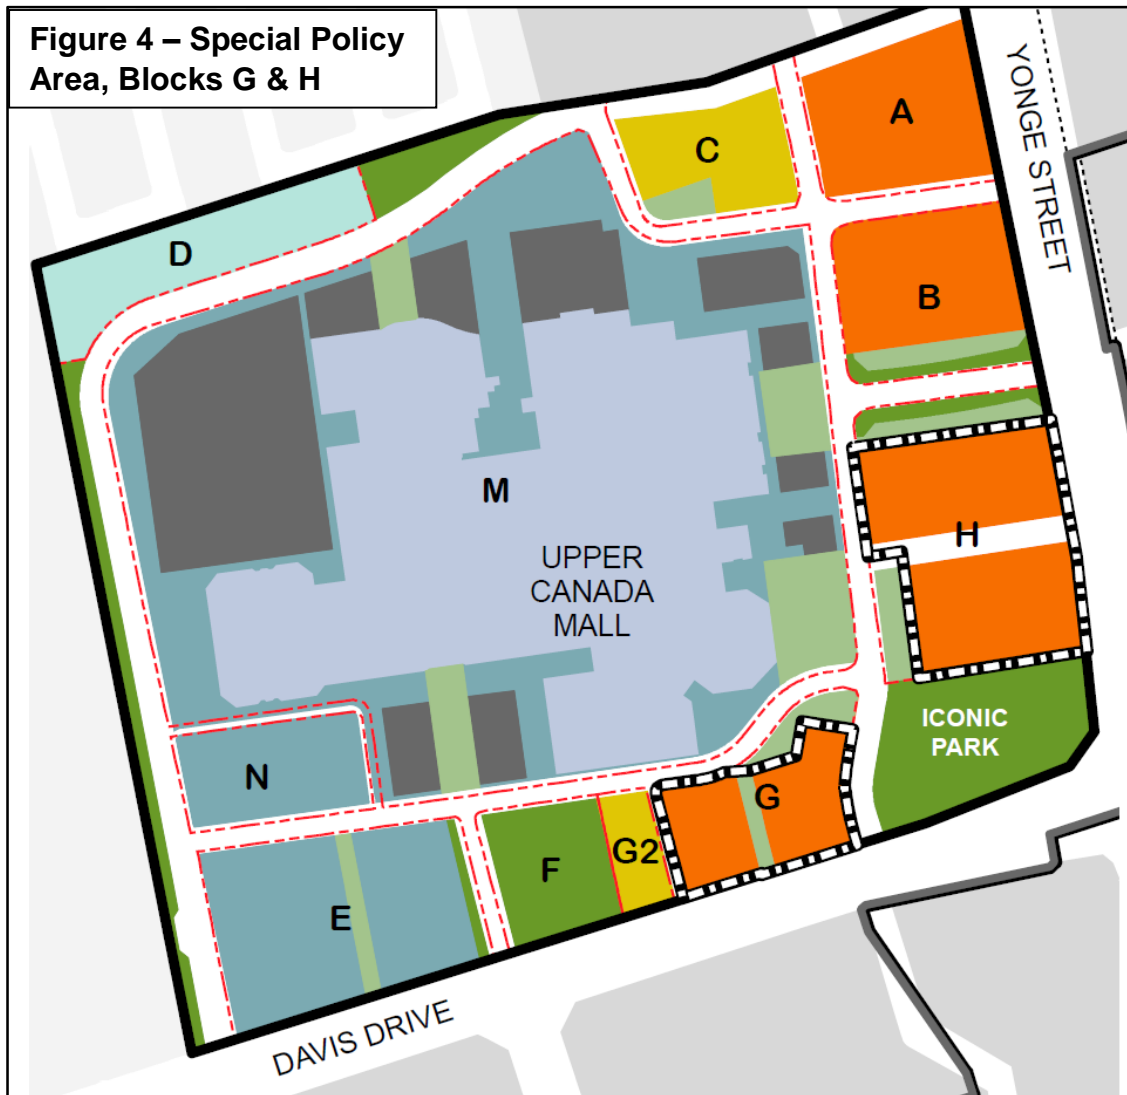 Figure 4 – Special Policy
Area, Blocks G & H
YONGE STREET
A
C
D
B
M
H
UPPER
CANADA
MALL
ICONIC
PARK
N
G
G2
F
E
DAVIS DRIVE